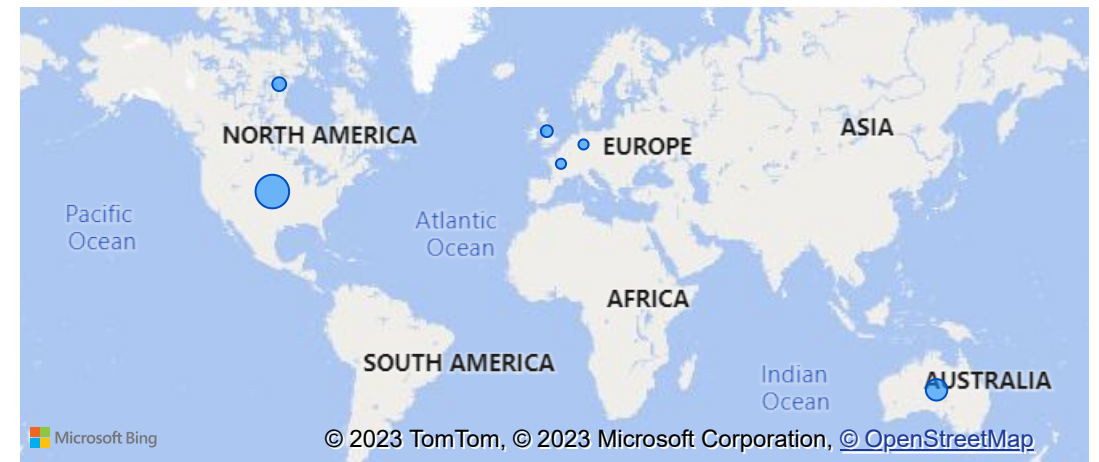 NORTH AMERICA
EUROPE
ASIA
Pacific
Ocean
Atlantic
Ocean
AFRICA
SOUTH AMERICA
Indian
Ocean
AUSTRALIA
Microsoft Bing
© 2023 TomTom, © 2023 Microsoft Corporation, © OpenStreetMap